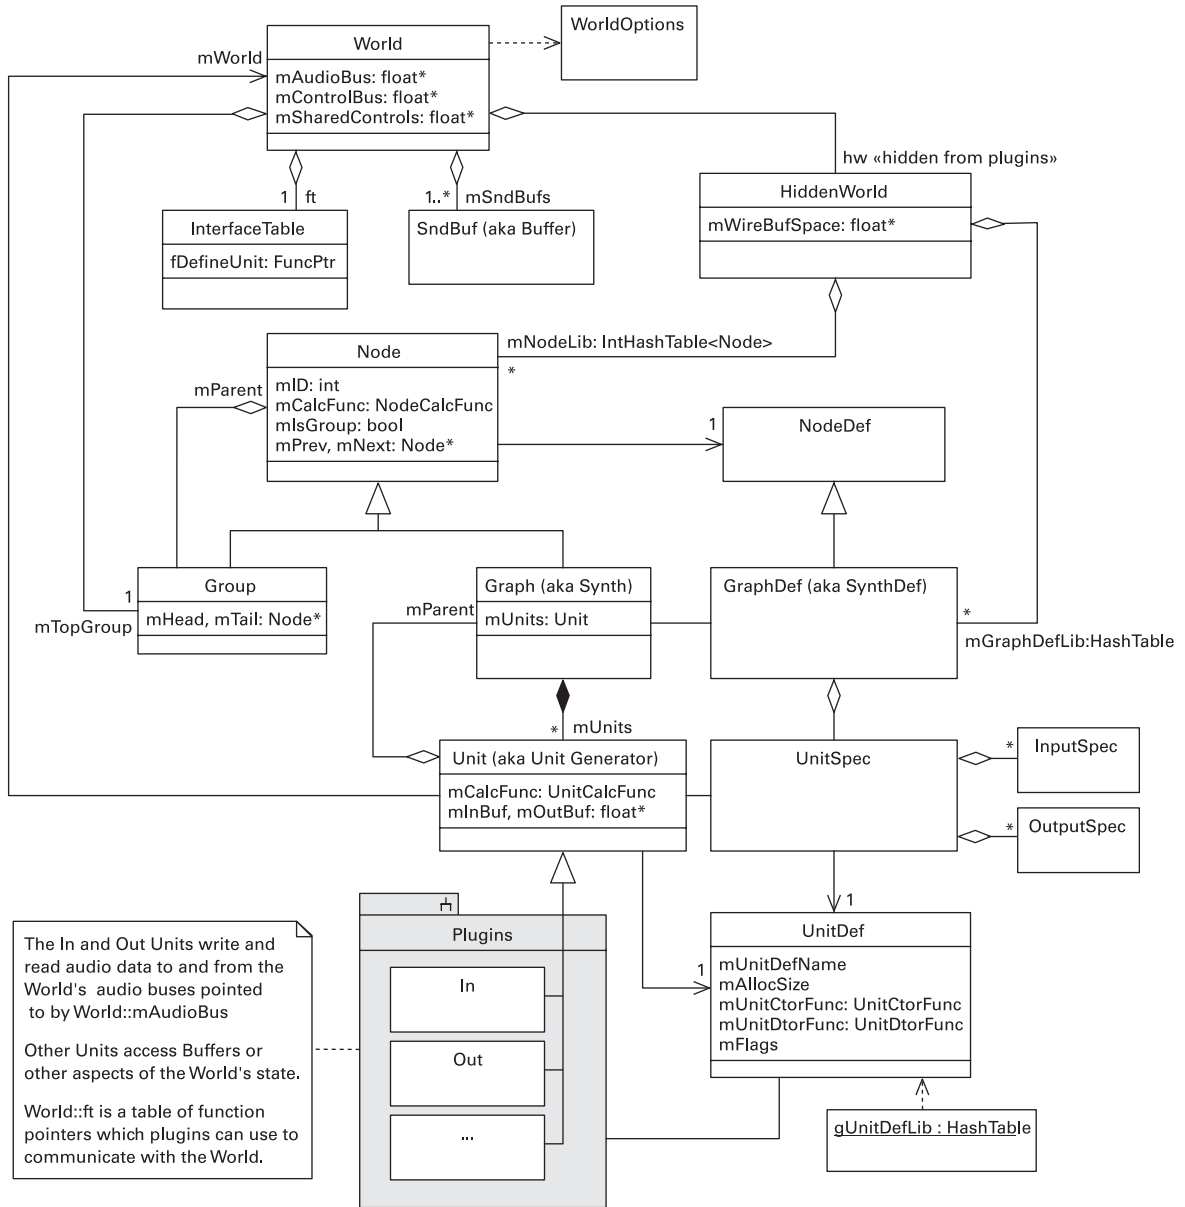 World
WorldOptions
mWorld
mAudioBus: float*
mControlBus: float*
mSharedControls: float*
hw «hidden from plugins»
1 ft
1..* mSndBufs
HiddenWorld
mWireBufSpace: float*
InterfaceTable
fDefineUnit: FuncPtr
SndBuf (aka Buffer)
mNodeLib: IntHashTable<Node>
*
Node
mID: int
mCalcFunc: NodeCalcFunc
mIsGroup: bool
mPrev, mNext: Node*
mParent
1
NodeDef
Group
mHead, mTail: Node*
1
mTopGroup
Graph (aka Synth)
mUnits: Unit
mParent
GraphDef (aka SynthDef)
*
mGraphDefLib:HashTable
* mUnits
Unit (aka Unit Generator)
mCalcFunc: UnitCalcFunc
mInBuf, mOutBuf: float*
UnitSpec
*
InputSpec
*
OutputSpec
1
1
UnitDef
mUnitDefName
mAllocSize
mUnitCtorFunc: UnitCtorFunc
mUnitDtorFunc: UnitDtorFunc
mFlags
gUnitDefLib : HashTable
Plugins
In
Out
...
The In and Out Units write and
read audio data to and from the
World's audio buses pointed
to by World::mAudioBus
Other Units access Buffers or
other aspects of the World's state.
World::ft is a table of function
pointers which plugins can use to
communicate with the World.